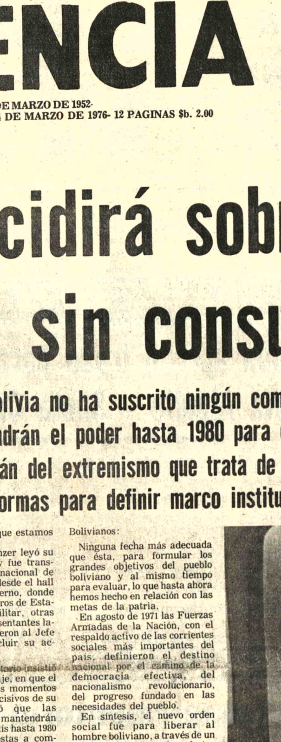 ENCIA
DE MARZO DE 1952-
DE MARZO DE 1976- 12 PAGINAS $b. 2.00
cidirá sob
sin consu
olivia no ha suscrito ningún com
ndrán el poder hasta 1980 para
án del extremismo que trata de
ormas para definir marco institu
que estamos
nzer leyó su
y fue trans-
nacional de
desde el hall
erno, donde
ros de Esta-
ilitar, otras
sentantes la-
eron al Jefe
cluir su ac-
torio insistió
aje, en que el
s momentos
cisivos de su
ó que las
mantendrán
ís hasta 1980
stas a com-
Bolivianos:
Ninguna fecha más adecuada
que ésta, para formular los
grandes objetivos del pueblo
boliviano y al mismo tiempo
para evaluar, lo que hasta ahora
hemos hecho en relación con las
metas de la patria.
En agosto de 1971 las Fuerzas
Armadas de la Nación, con el
respaldo activo de las corrientes
sociales más importantes del
país, definieron el destino
nacional por el camino de la
democracia efectiva, del
nacionalismo revolucionario,
del progreso fundado en las
necesidades del pueblo.
En síntesis, el nuevo orden
social fue para liberar al
hombre boliviano, a través de un